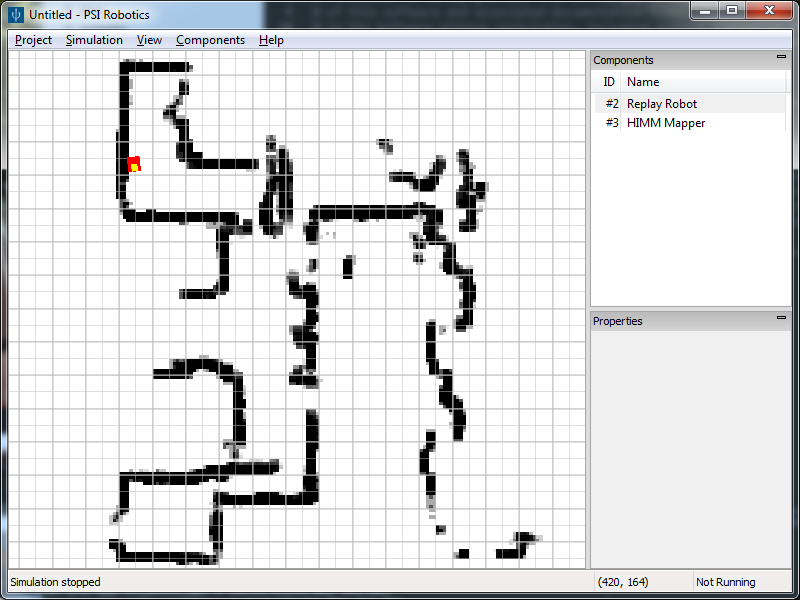 Untitled - PSI Robotics
Project Simulation View Components Help
Components
ID Name
#2 Replay Robot
#3 HIMM Mapper
Properties
Simulation stopped
(420, 164)
Not Running